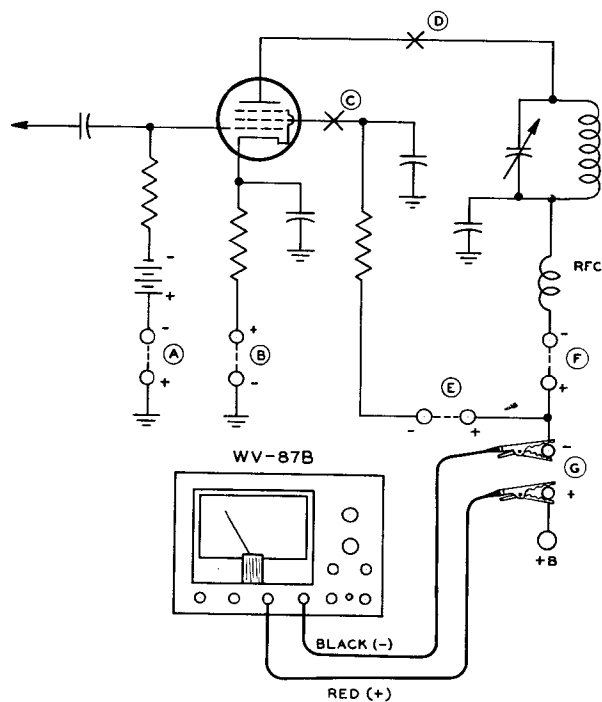 D
C
RFC
-
+
-
+
A
+
-
B
-
+
F
+
E
-
+
-
G
+
+B
WV-87B
BLACK (-)
RED (+)